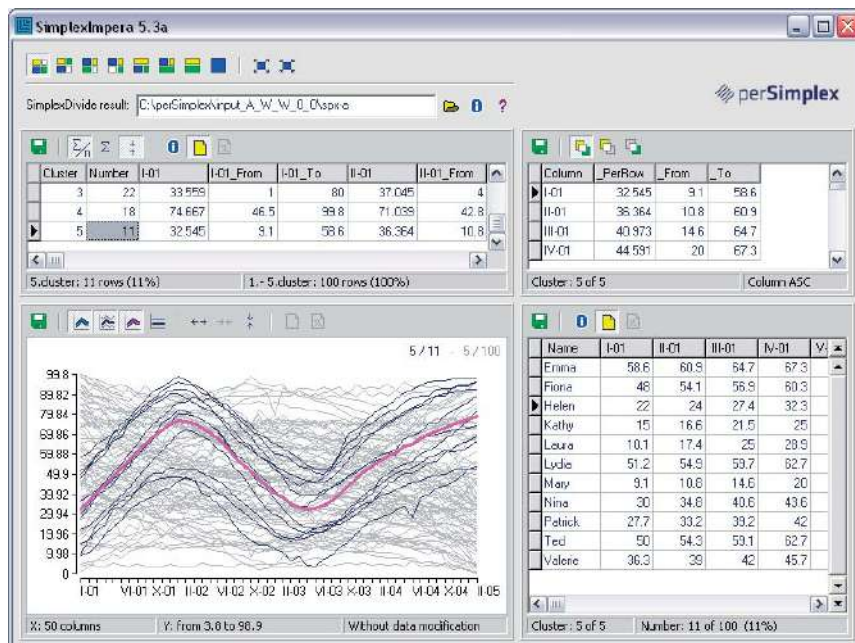 SimplexImpera 5.3a
SimplexDivide result: C:\perSimplex\input_A_W_W_0_0\spx-a
perSimplex
Cluster Number I-01 I-01_From I-01_To II-01 II-01_From
3 22 33.559 1 80 37.045 4
4 18 74.667 46.5 99.8 71.039 42.8
5 11 32.545 9.1 58.6 36.364 10.8
5.cluster: 11 rows (11%) 1.- 5.cluster: 100 rows (100%)
Column _PerRow _From _To
I-01 32.545 9.1 58.6
II-01 36.364 10.8 60.9
III-01 40.973 14.6 64.7
IV-01 44.591 20 67.3
Cluster: 5 of 5 Column ASC
5 / 11 - 5 / 100
99.8
89.82
79.84
69.86
59.88
49.9
39.92
29.94
19.96
9.98
0
I-01 VI-01 X-01 II-02 VI-02 X-02 II-03 VI-03 X-03 II-04 VI-04 X-04 II-05
X: 50 columns Y: from 3.8 to 98.9 Without data modification
Name I-01 II-01 III-01 IV-01 V-
Emma 58.6 60.9 64.7 67.3
Fiona 48 54.1 56.9 60.3
Helen 22 24 27.4 32.3
Kathy 15 16.6 21.5 25
Laura 10.1 17.4 25 28.9
Lydia 51.2 54.9 59.7 62.7
Mary 9.1 10.8 14.6 20
Nina 30 34.8 40.6 43.6
Patrick 27.7 33.2 39.2 42
Ted 50 54.3 59.1 62.7
Valerie 36.3 39 42 45.7
Cluster: 5 of 5 Number: 11 of 100 (11%)